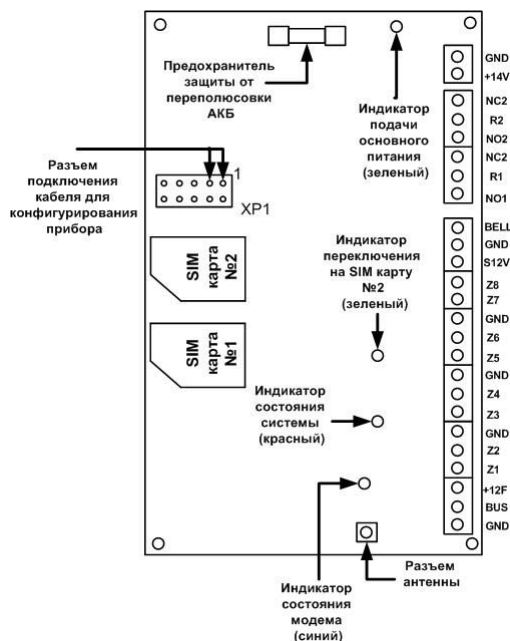 Предохранитель
защиты от
переполюсовки
АКБ
Индикатор
подачи
основного
питания
(зеленый)
Разъем
подключения
кабеля для
конфигурирования
прибора
1
XP1
SIM
карта
№2
SIM
карта
№1
Индикатор
переключения
на SIM карту
№2
(зеленый)
Индикатор
состояния
системы
(красный)
Индикатор
состояния
модема
(синий)
Разъем
антенны
GND
+14V
NC2
R2
NO2
NC2
R1
NO1
BELL
GND
S12V
Z8
Z7
GND
Z6
Z5
GND
Z4
Z3
GND
Z2
Z1
+12F
BUS
GND